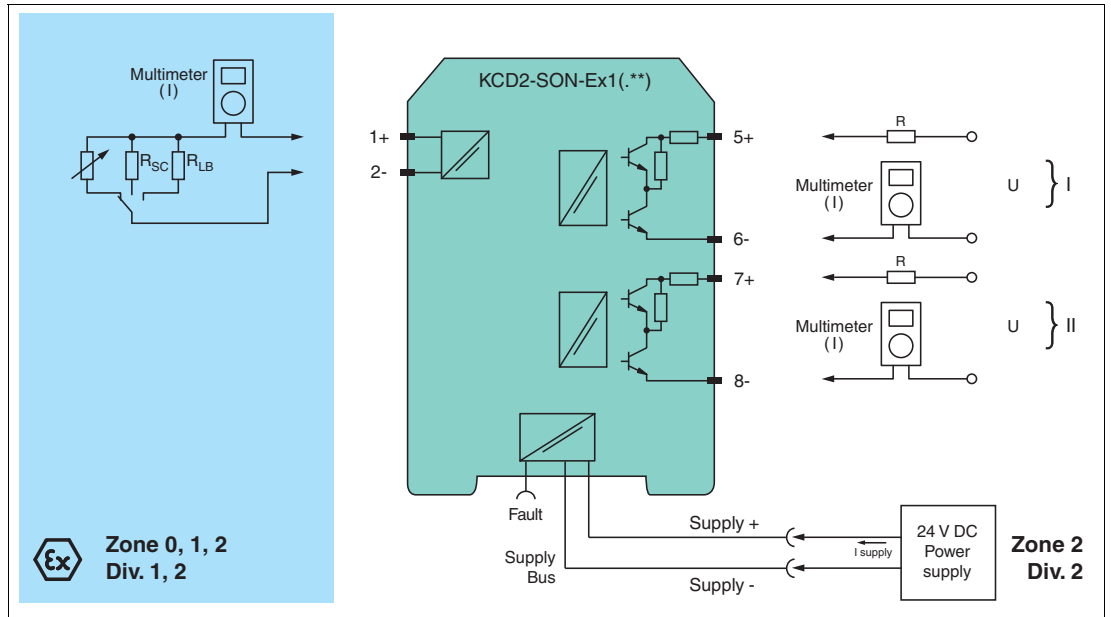 Multimeter
(I)
RSC
RLB
KCD2-SON-Ex1(.**)
1+
2-
5+
6-
7+
8-
R
Multimeter
(I)
U
I
R
Multimeter
(I)
U
II
Fault
Supply
Bus
Supply +
Supply -
I supply
24 V DC
Power
supply
Zone 2
Div. 2
Ex
Zone 0, 1, 2
Div. 1, 2